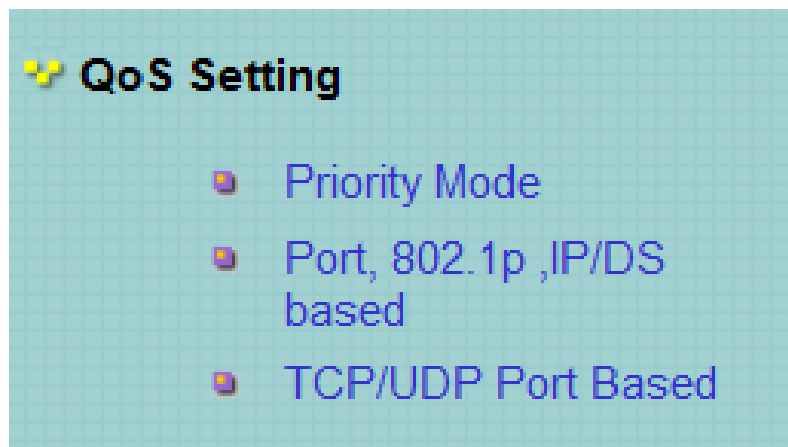 QoS Setting
Priority Mode
Port, 802.1p ,IP/DS
based
TCP/UDP Port Based